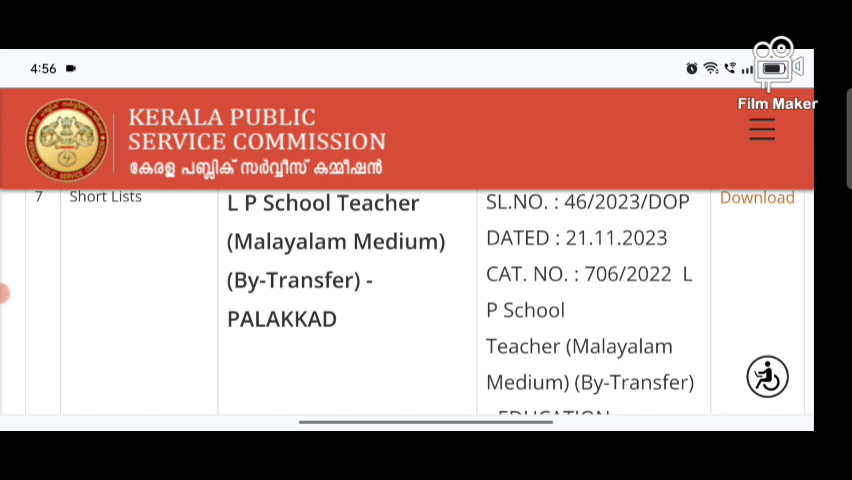 4:56
Film Maker
KERALA PUBLIC
SERVICE COMMISSION
കേരള പബ്ലിക് സർവ്വീസ് കമ്മീഷൻ
7
Short Lists
L P School Teacher
(Malayalam Medium)
(By-Transfer) -
PALAKKAD
SL.NO. : 46/2023/DOP
DATED : 21.11.2023
CAT. NO. : 706/2022 L
P School
Teacher (Malayalam
Medium) (By-Transfer)
- EDUCATION
Download